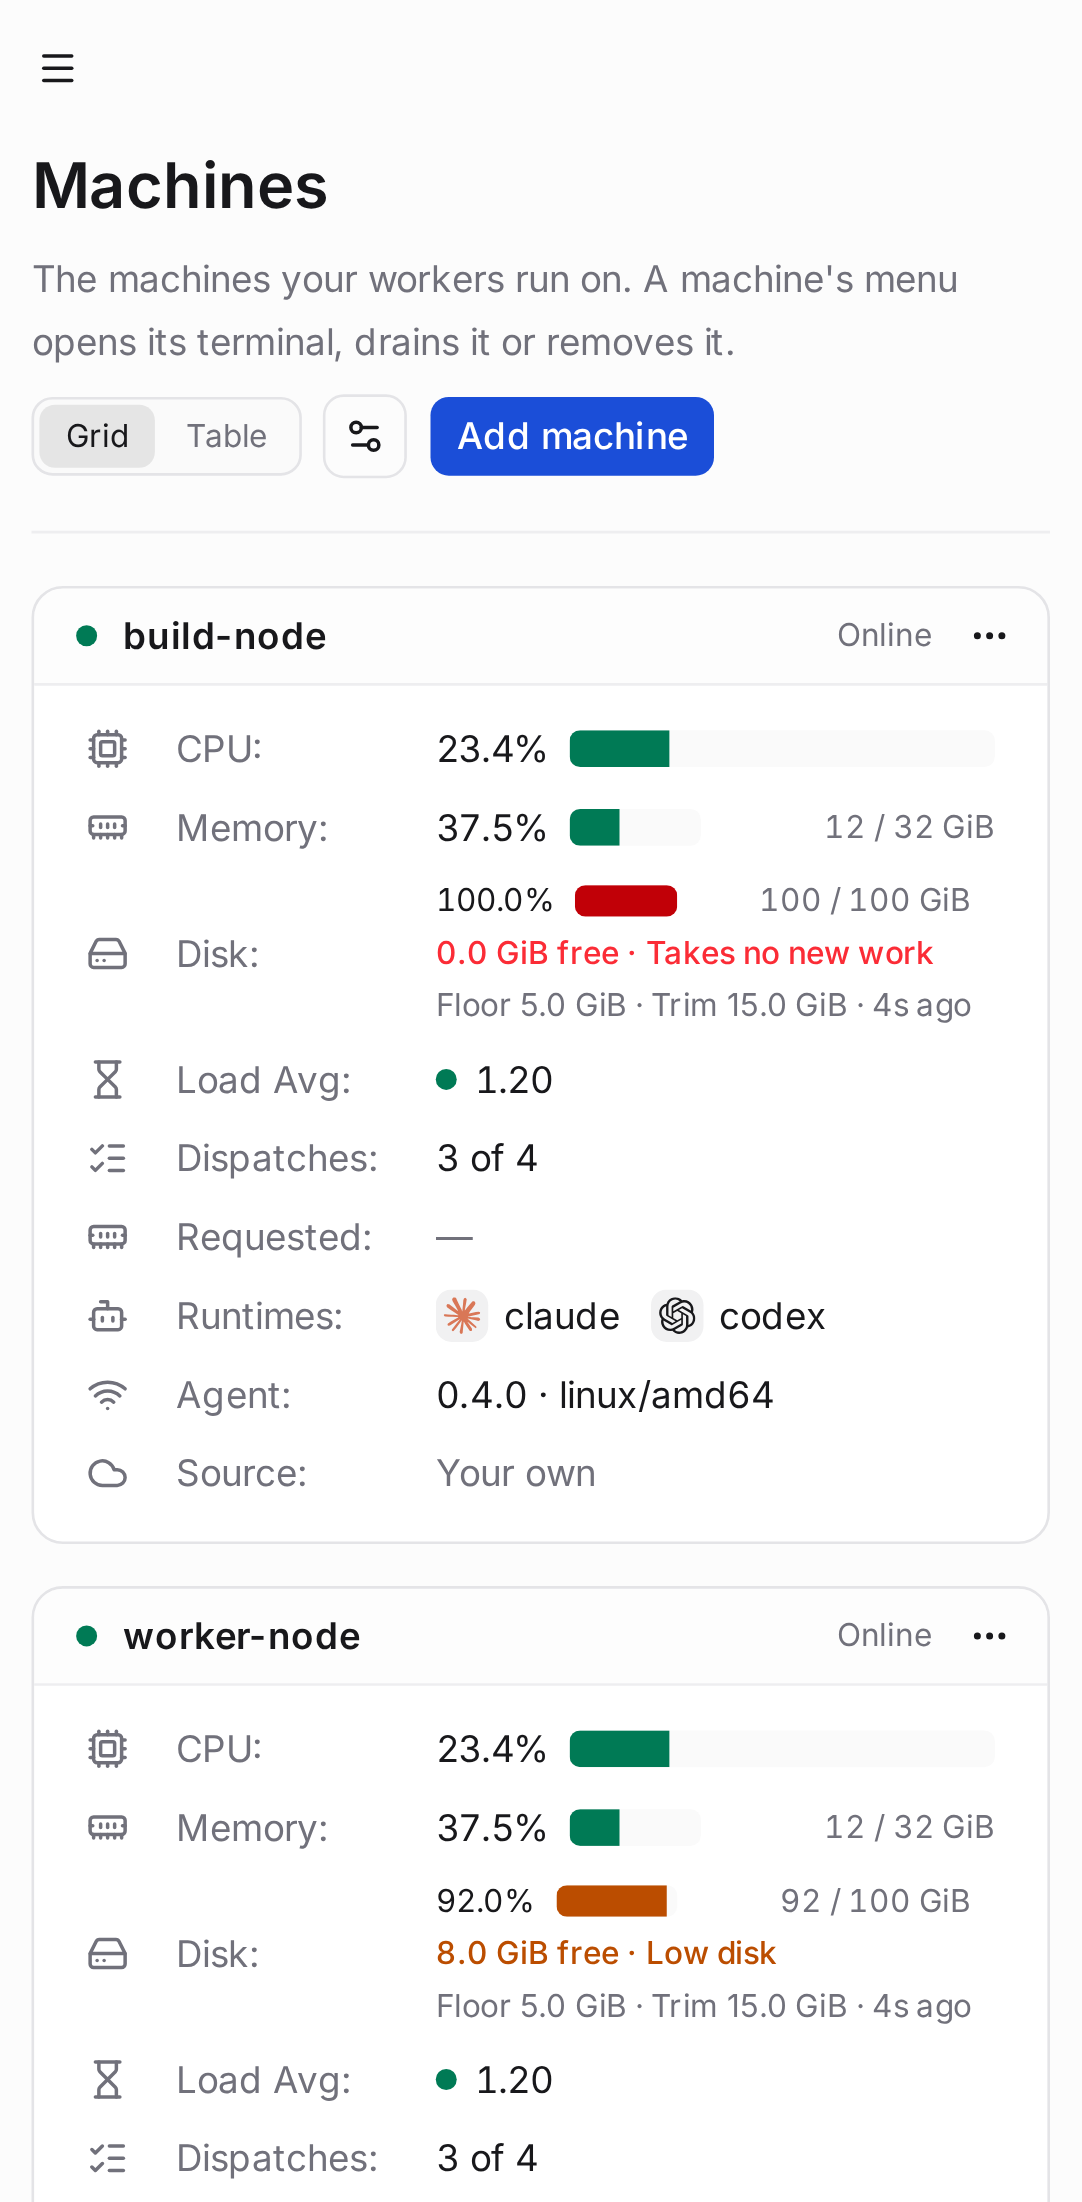 Machines
The machines your workers run on. A machine's menu
opens its terminal, drains it or removes it.
Grid Table Add machine
build-node Online
CPU: 23.4%
Memory: 37.5% 12 / 32 GiB
100.0% 100 / 100 GiB
Disk: 0.0 GiB free · Takes no new work
Floor 5.0 GiB · Trim 15.0 GiB · 4s ago
Load Avg: 1.20
Dispatches: 3 of 4
Requested: —
Runtimes: claude codex
Agent: 0.4.0 · linux/amd64
Source: Your own
worker-node Online
CPU: 23.4%
Memory: 37.5% 12 / 32 GiB
92.0% 92 / 100 GiB
Disk: 8.0 GiB free · Low disk
Floor 5.0 GiB · Trim 15.0 GiB · 4s ago
Load Avg: 1.20
Dispatches: 3 of 4